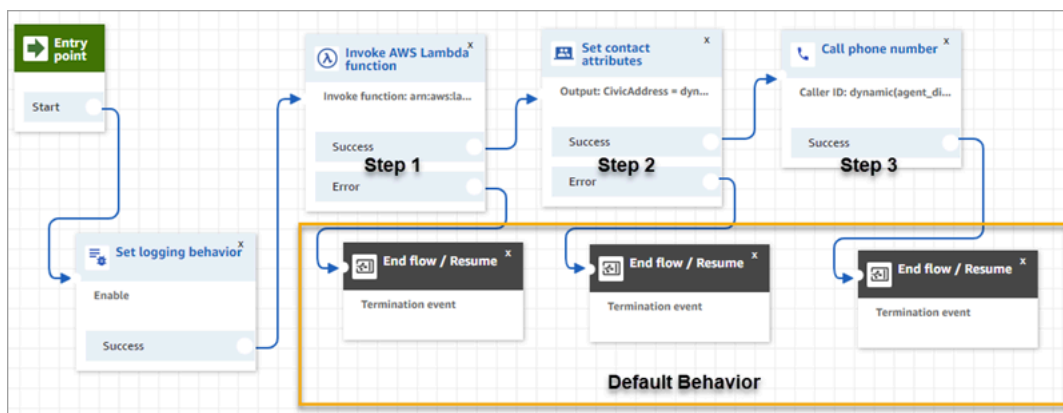 Entry
point
Start
Set logging behavior
x
Enable
Success
Invoke AWS Lambda
function
x
Invoke function: arn:aws:la...
Success
Step 1
Error
Set contact
attributes
x
Output: CivicAddress = dyn...
Success
Step 2
Error
Call phone number
x
Caller ID: dynamic(agent_di...
Success
Step 3
End flow / Resume
x
Termination event
End flow / Resume
x
Termination event
End flow / Resume
x
Termination event
Default Behavior